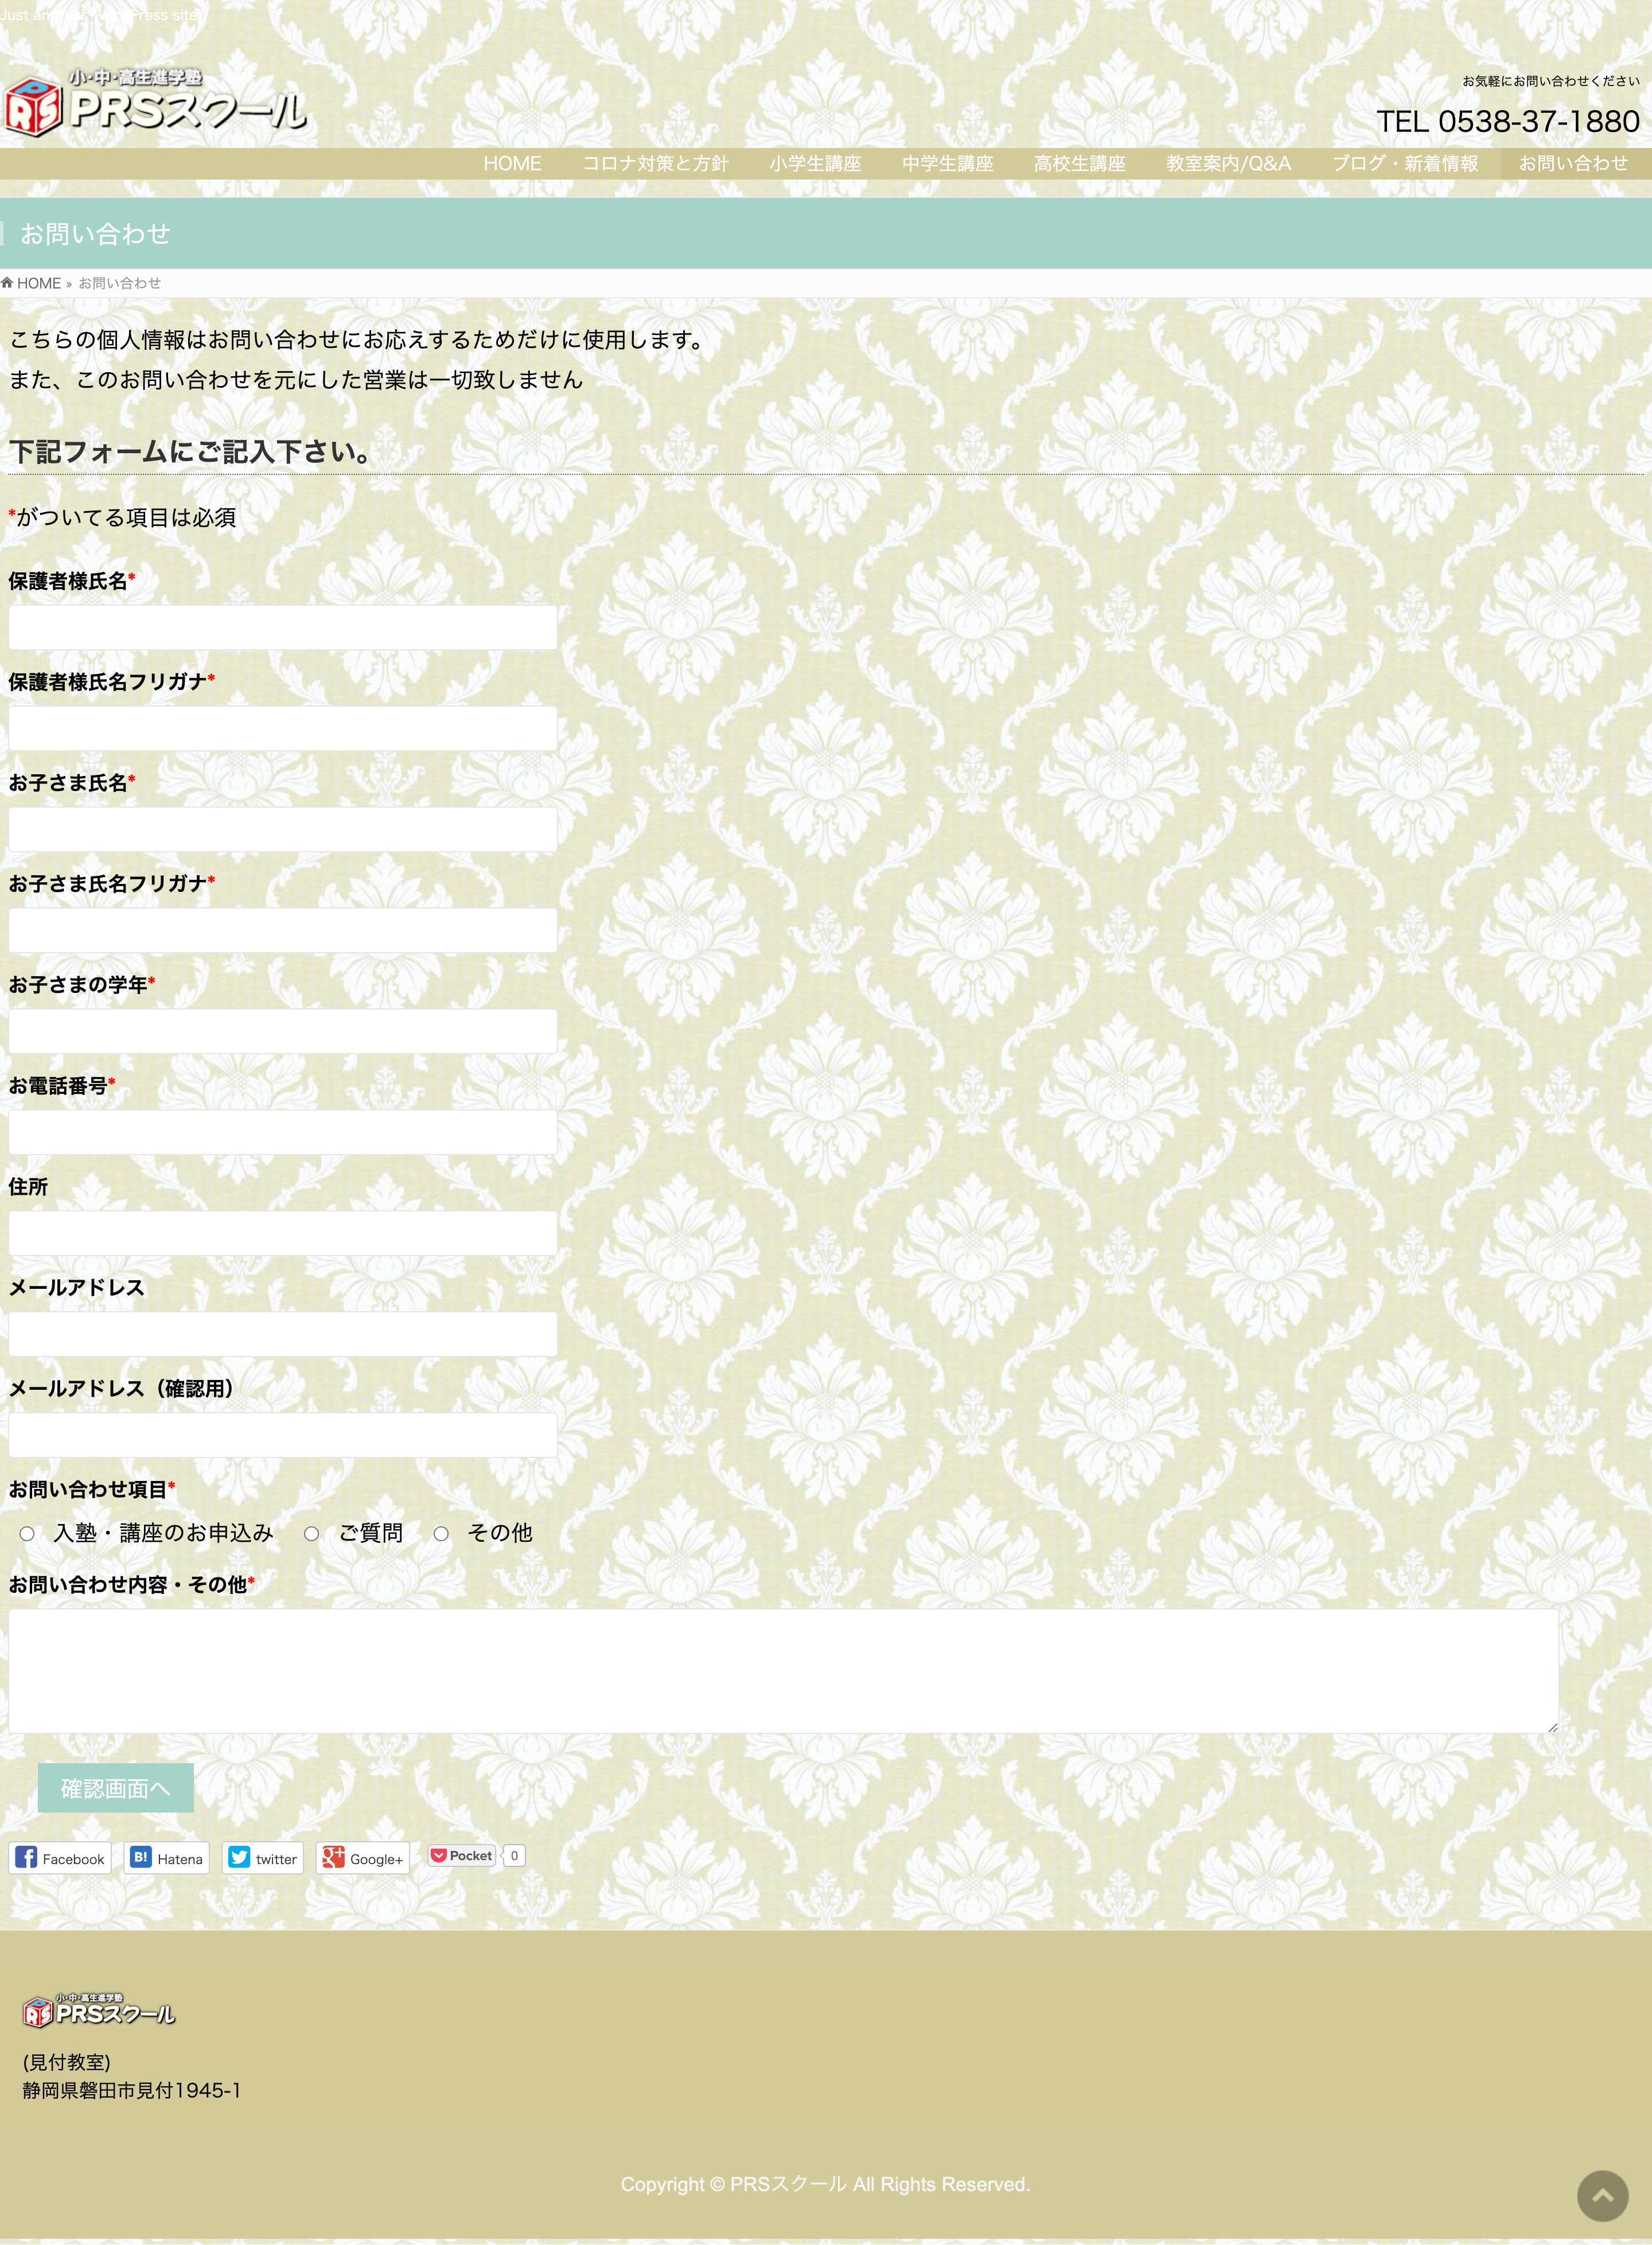 Just another WordPress site
小・中・高生進学塾
PRSスクール
お気軽にお問い合わせください
TEL 0538-37-1880
HOME コロナ対策と方針 小学生講座 中学生講座 高校生講座 教室案内/Q&A ブログ・新着情報 お問い合わせ
お問い合わせ
HOME » お問い合わせ
こちらの個人情報はお問い合わせにお応えするためだけに使用します。
また、このお問い合わせを元にした営業は一切致しません
下記フォームにご記入下さい。
*がついてる項目は必須
保護者様氏名*
保護者様氏名フリガナ*
お子さま氏名*
お子さま氏名フリガナ*
お子さまの学年*
お電話番号*
住所
メールアドレス
メールアドレス（確認用）
お問い合わせ項目*
入塾・講座のお申込み ご質問 その他
お問い合わせ内容・その他*
確認画面へ
Facebook B! Hatena twitter Google+ Pocket 0
小・中・高生進学塾
PRSスクール
(見付教室)
静岡県磐田市見付1945-1
Copyright © PRSスクール All Rights Reserved.